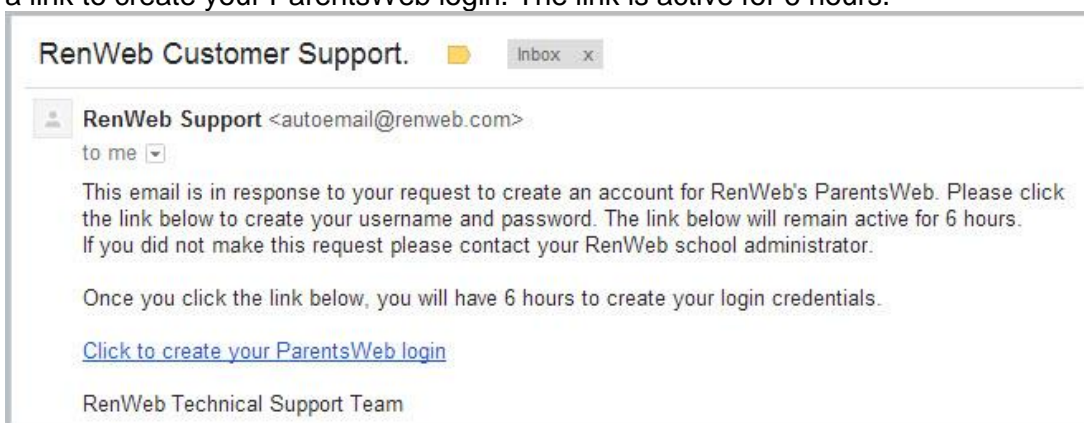 a link to create your ParentsWeb login. The link is active for 6 hours.
RenWeb Customer Support. Inbox x
RenWeb Support <autoemail@renweb.com>
to me
This email is in response to your request to create an account for RenWeb's ParentsWeb. Please click
the link below to create your username and password. The link below will remain active for 6 hours.
If you did not make this request please contact your RenWeb school administrator.
Once you click the link below, you will have 6 hours to create your login credentials.
Click to create your ParentsWeb login
RenWeb Technical Support Team